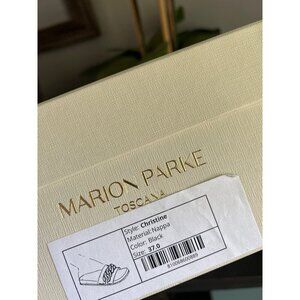 MARION PARKE
TOSCANA
Style: Christine
Material: Nappa
Color: Black
Size: 37.0